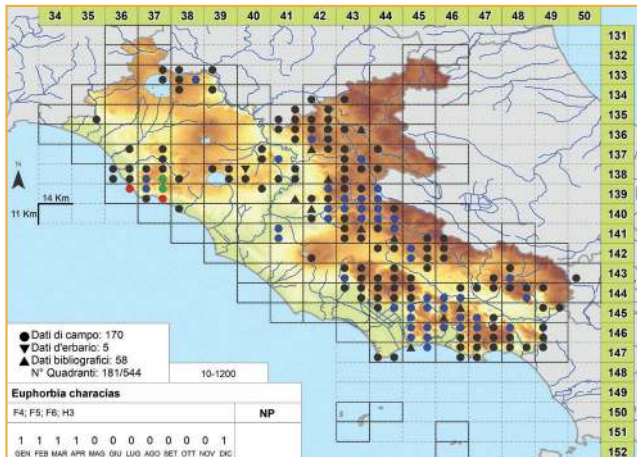 34 35 36 37 38 39 40 41 42 43 44 45 46 47 48 49 50
131
132
133
134
135
136
137
138
139
140
141
142
143
144
145
146
147
148
149
150
151
152
N
14 Km
11 Km
Dati di campo: 170
Dati d'erbario: 5
Dati bibliografici: 58
N° Quadranti: 181/544
10-1200
Euphorbia characias
F4; F5; F6; H3
NP
1 1 1 1 0 0 0 0 0 0 0 1
GEN FEB MAR APR MAG GIU LUG AGO SET OTT NOV DIC